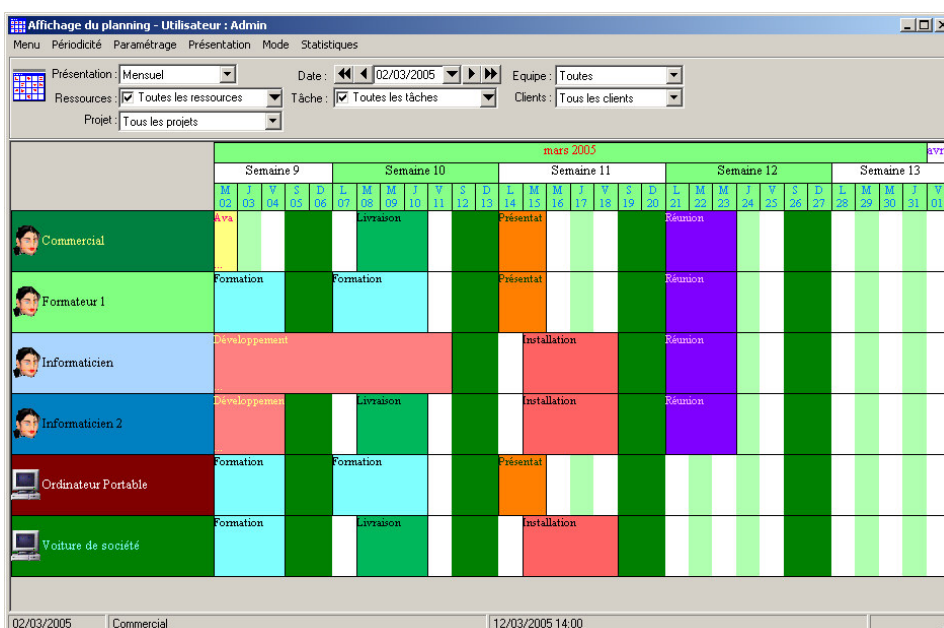 Affichage du planning - Utilisateur : Admin
Menu Périodicité Paramétrage Présentation Mode Statistiques
Présentation : Mensuel Date : 02/03/2005 Equipe : Toutes
Ressources : Toutes les ressources Tâche : Toutes les tâches Clients : Tous les clients
Projet : Tous les projets
mars 2005 avr
Semaine 9 Semaine 10 Semaine 11 Semaine 12 Semaine 13
M J V S D L M M J V S D L M M J V S D L M M J V S D L M M J V
02 03 04 05 06 07 08 09 10 11 12 13 14 15 16 17 18 19 20 21 22 23 24 25 26 27 28 29 30 31 01
Ava Livraison Présentat Réunion
Commercial
...
Formation Formation Présentat Réunion
Formateur 1
Développement Installation Réunion
Informaticien
...
Développemen Livraison Installation Réunion
Informaticien 2
...
Formation Formation Présentat
Ordinateur Portable
Formation Livraison Installation
Voiture de société
02/03/2005 Commercial 12/03/2005 14:00